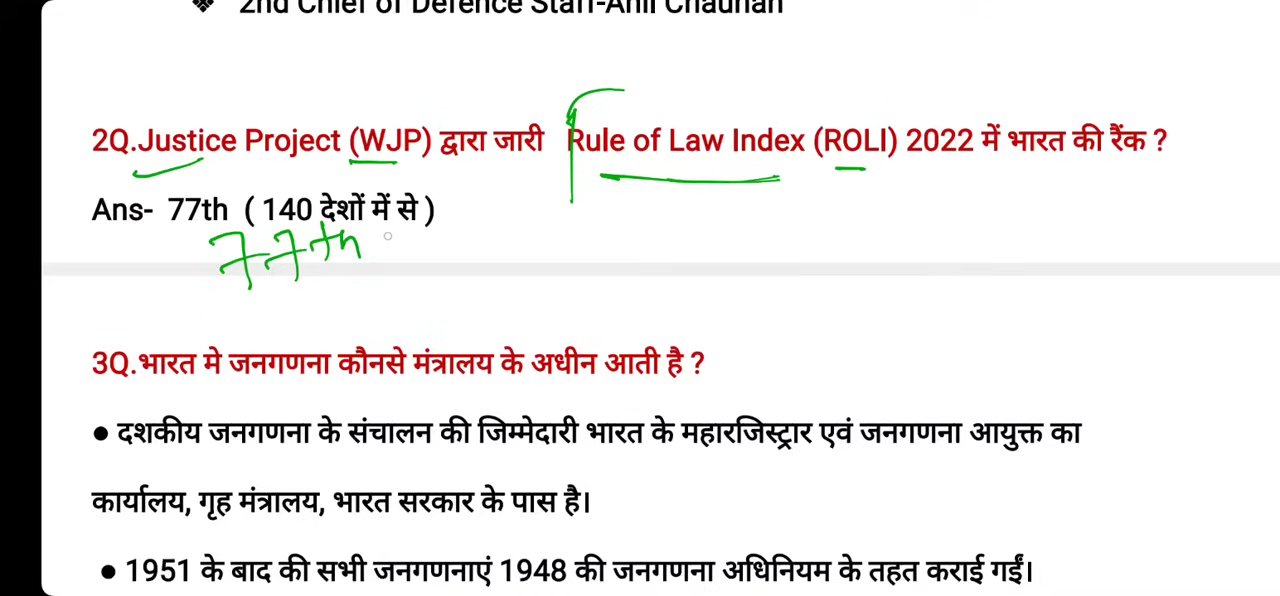 ❖ 2nd Chief of Defence Staff-Anil Chauhan
2Q.Justice Project (WJP) द्वारा जारी Rule of Law Index (ROLI) 2022 में भारत की रैंक ?
Ans- 77th ( 140 देशों में से )
77th
3Q.भारत मे जनगणना कौनसे मंत्रालय के अधीन आती है ?
● दशकीय जनगणना के संचालन की जिम्मेदारी भारत के महारजिस्ट्रार एवं जनगणना आयुक्त का
कार्यालय, गृह मंत्रालय, भारत सरकार के पास है।
● 1951 के बाद की सभी जनगणनाएं 1948 की जनगणना अधिनियम के तहत कराई गईं।